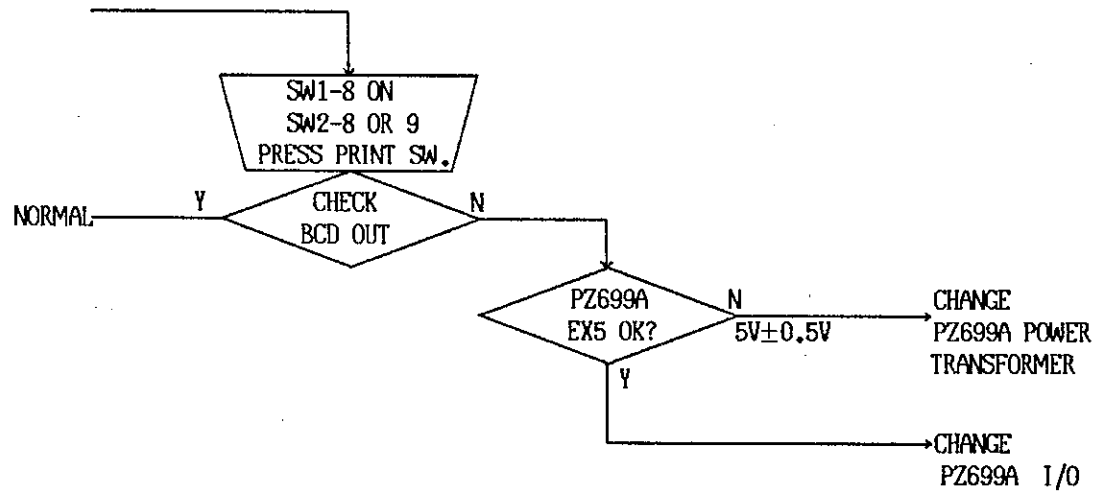 SW1-8 ON
SW2-8 OR 9
PRESS PRINT SW.
Y
CHECK
N
NORMAL
BCD OUT
PZ699A
EX5 OK?
N
5V±0.5V
CHANGE
PZ699A POWER
TRANSFORMER
Y
CHANGE
PZ699A I/O